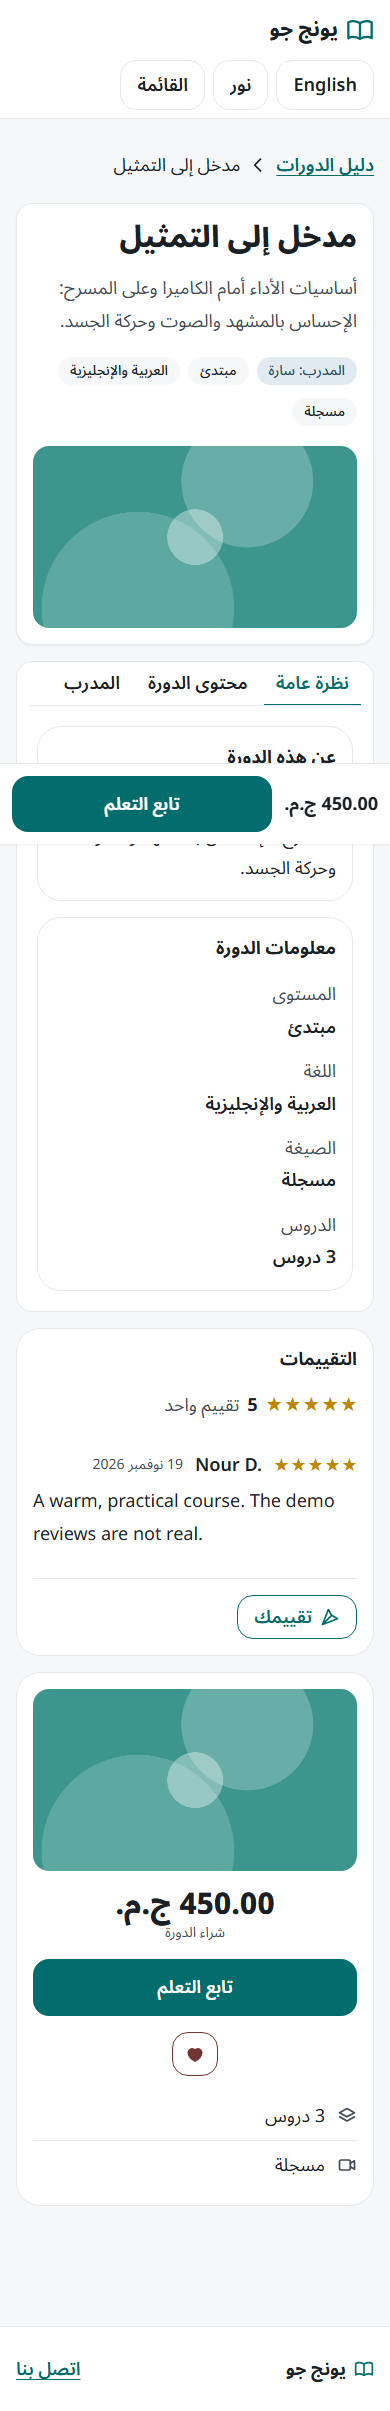 يونج جو
English
نور
القائمة
دليل الدورات
مدخل إلى التمثيل
مدخل إلى التمثيل
أساسيات الأداء أمام الكاميرا وعلى المسرح:
الإحساس بالمشهد والصوت وحركة الجسد.
المدرب: سارة
مبتدئ
العربية والإنجليزية
مسجلة
نظرة عامة
محتوى الدورة
المدرب
عن هذه الدورة
450.00 ج.م.
تابع التعلم
وحركة الجسد.
معلومات الدورة
المستوى
مبتدئ
اللغة
العربية والإنجليزية
الصيغة
مسجلة
الدروس
3 دروس
التقييمات
★★★★★ 5 تقييم واحد
★★★★★ Nour D. 19 نوفمبر 2026
A warm, practical course. The demo
reviews are not real.
تقييمك
450.00 ج.م.
شراء الدورة
تابع التعلم
3 دروس
مسجلة
يونج جو
اتصل بنا